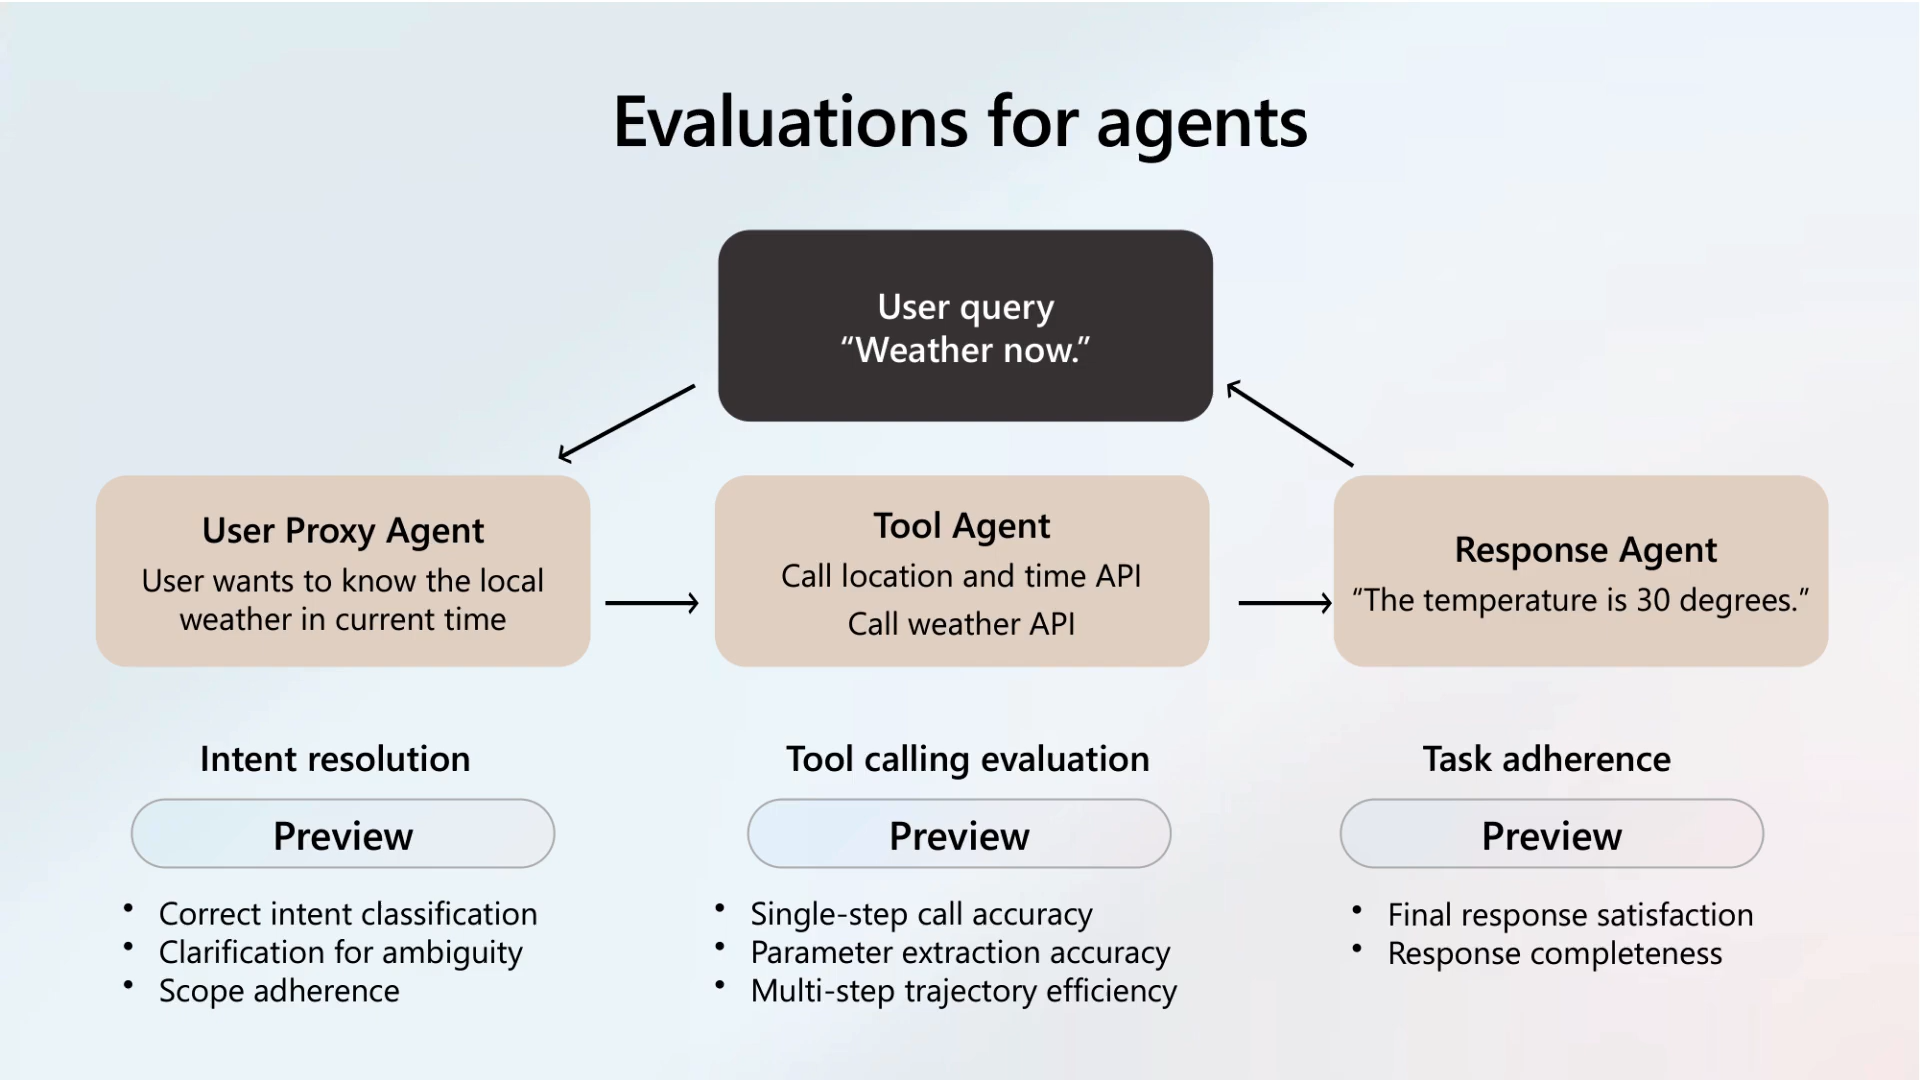 Evaluations for agents
User query
“Weather now.”
User Proxy Agent
User wants to know the local
weather in current time
Tool Agent
Call location and time API
Call weather API
Response Agent
“The temperature is 30 degrees.”
Intent resolution
Preview
• Correct intent classification
• Clarification for ambiguity
• Scope adherence
Tool calling evaluation
Preview
• Single-step call accuracy
• Parameter extraction accuracy
• Multi-step trajectory efficiency
Task adherence
Preview
• Final response satisfaction
• Response completeness